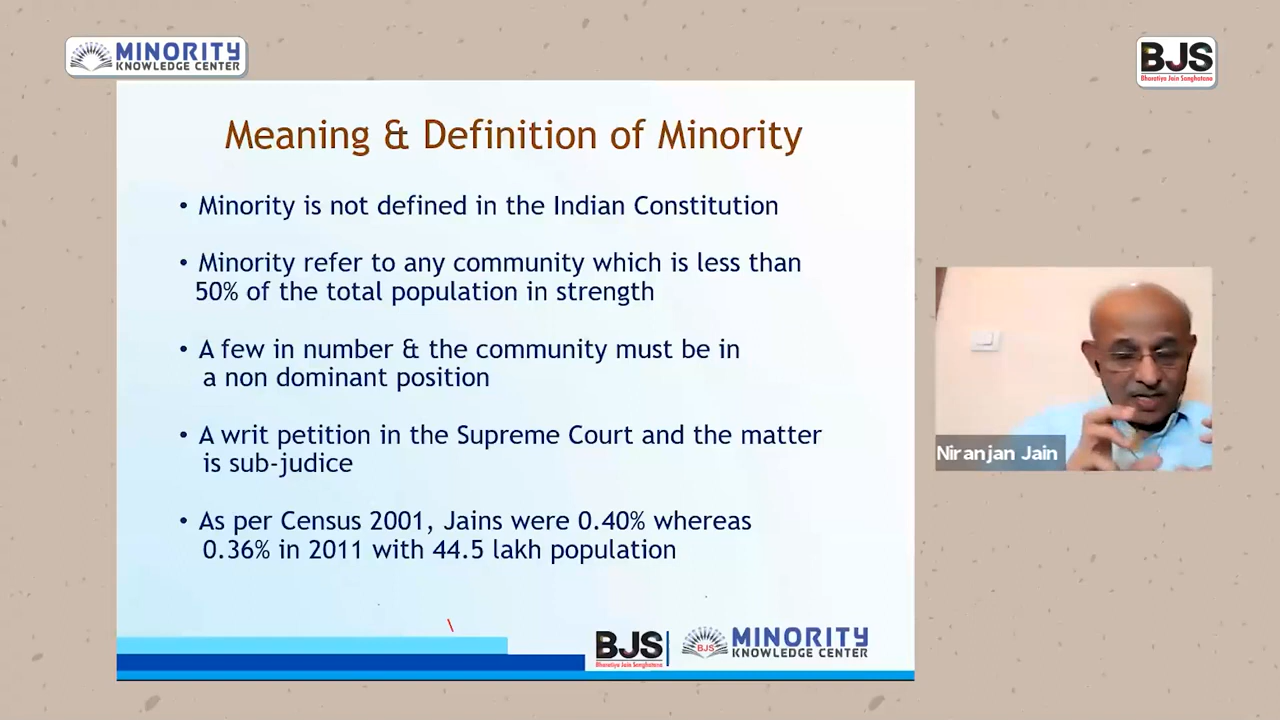 MINORITY
KNOWLEDGE CENTER
BJS
Bharatiya Jain Sanghatana
Meaning & Definition of Minority
• Minority is not defined in the Indian Constitution
• Minority refer to any community which is less than
50% of the total population in strength
• A few in number & the community must be in
a non dominant position
• A writ petition in the Supreme Court and the matter
is sub-judice
• As per Census 2001, Jains were 0.40% whereas
0.36% in 2011 with 44.5 lakh population
Niranjan Jain
BJS
Bharatiya Jain Sanghatana
BJS
MINORITY
KNOWLEDGE CENTER